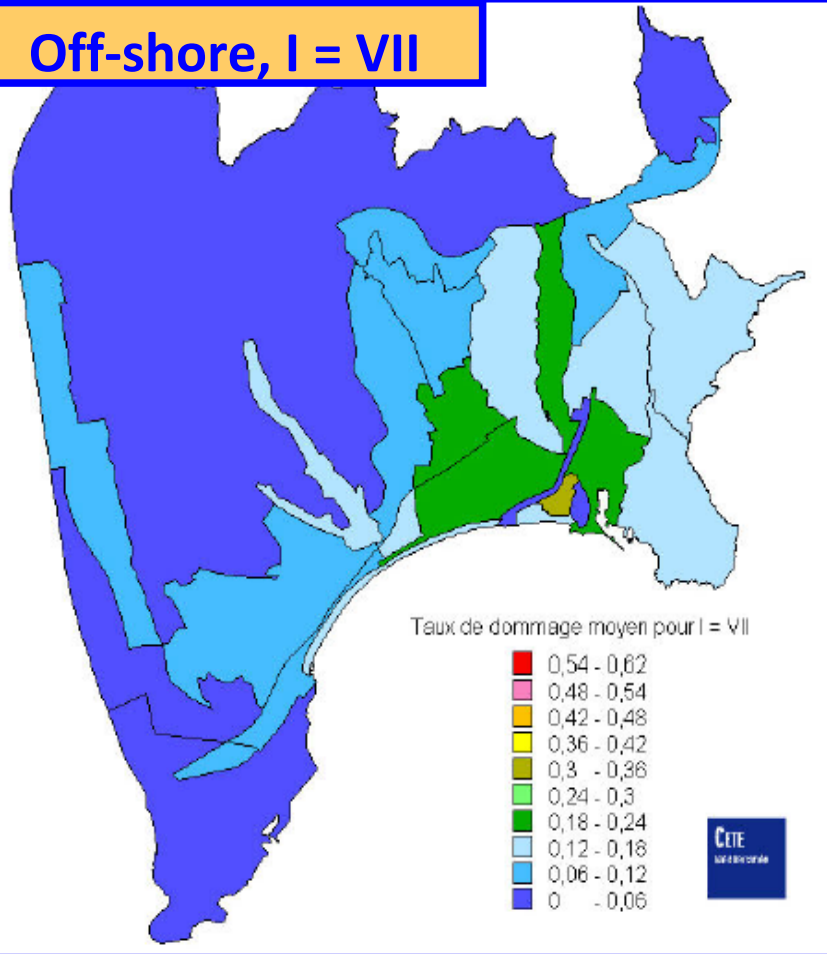 Off-shore, I = VII
Taux de dommage moyen pour I = VII
0,54 - 0,62
0,48 - 0,54
0,42 - 0,48
0,36 - 0,42
0,3 - 0,36
0,24 - 0,3
0,18 - 0,24
0,12 - 0,18
0,06 - 0,12
0 - 0,06
CETE